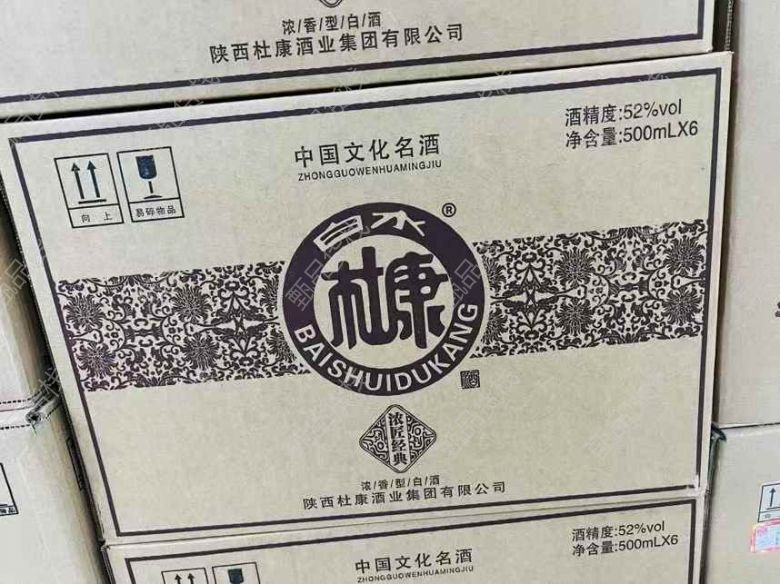 浓/香/型/白/酒
陕西杜康酒业集团有限公司
酒精度:52%vol
净含量:500mLX6
中国文化名酒
ZHONGGUOWENHUAMINGJIU
向 上
易碎物品
白水®
杜康
BAISHUIDUKANG
浓匠经典
浓/香/型/白/酒
陕西杜康酒业集团有限公司
酒精度:52%vol
净含量:500mLX6
中国文化名酒
ZHONGGUOWENHUAMINGJIU